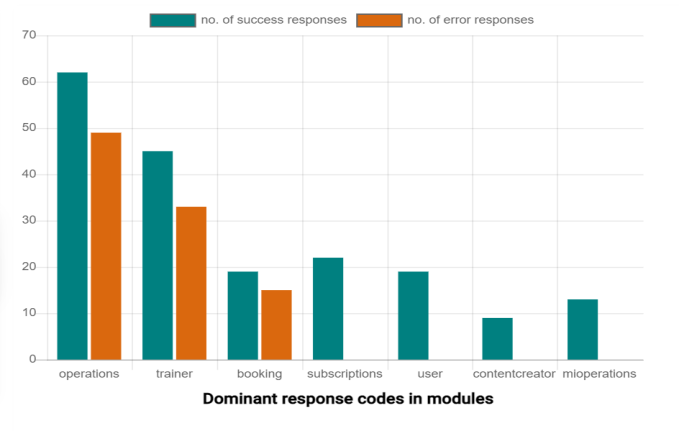 no. of success responses no. of error responses
70
60
50
40
30
20
10
0
operations trainer booking subscriptions user contentcreator mioperations
Dominant response codes in modules